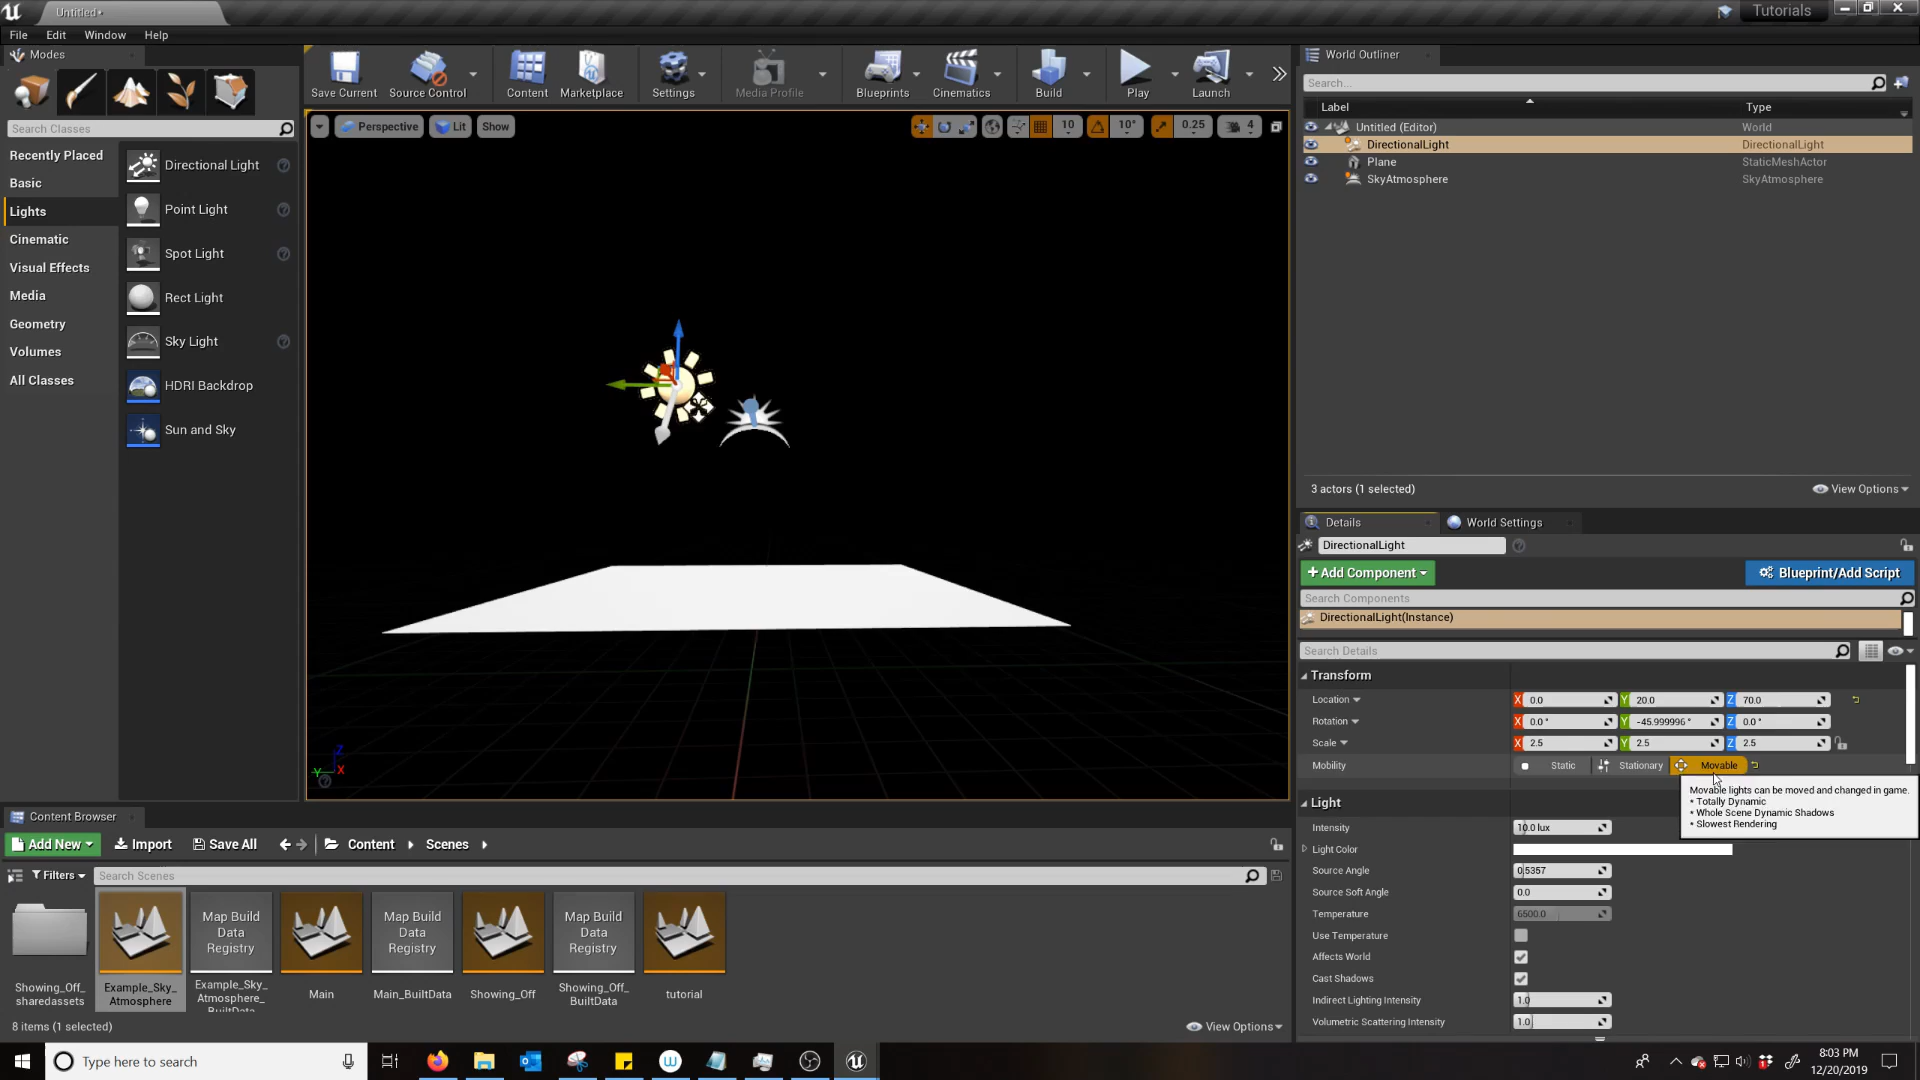 Untitled•
Tutorials
File Edit Window Help
Modes
Search Classes
Recently Placed
Basic
Lights
Cinematic
Visual Effects
Media
Geometry
Volumes
All Classes
Directional Light
Point Light
Spot Light
Rect Light
Sky Light
HDRI Backdrop
Sun and Sky
Save Current Source Control Content Marketplace Settings Media Profile Blueprints Cinematics Build Play Launch
Perspective Lit Show 10 10° 0.25 4
Z
Y X
World Outliner
Search...
Label Type
Untitled (Editor) World
DirectionalLight DirectionalLight
Plane StaticMeshActor
SkyAtmosphere SkyAtmosphere
3 actors (1 selected) View Options
Details World Settings
DirectionalLight
+Add Component Blueprint/Add Script
Search Components
DirectionalLight(Instance)
Search Details
Transform
Location X 0.0 Y 20.0 Z 70.0
Rotation X 0.0 ° Y -45.999996 ° Z 0.0 °
Scale X 2.5 Y 2.5 Z 2.5
Mobility Static Stationary Movable
Movable lights can be moved and changed in game.
* Totally Dynamic
* Whole Scene Dynamic Shadows
* Slowest Rendering
Light
Intensity 10.0 lux
Light Color
Source Angle 0.5357
Source Soft Angle 0.0
Temperature 6500.0
Use Temperature
Affects World
Cast Shadows
Indirect Lighting Intensity 1.0
Volumetric Scattering Intensity 1.0
Content Browser
Add New Import Save All Content Scenes
Filters Search Scenes
Map Build
Data
Registry
Map Build
Data
Registry
Map Build
Data
Registry
Showing_Off_
sharedassets
Example_Sky_
Atmosphere
Example_Sky_
Atmosphere_
BuiltData
Main
Main_BuiltData
Showing_Off
Showing_Off_
BuiltData
tutorial
8 items (1 selected) View Options
Type here to search
8:03 PM
12/20/2019